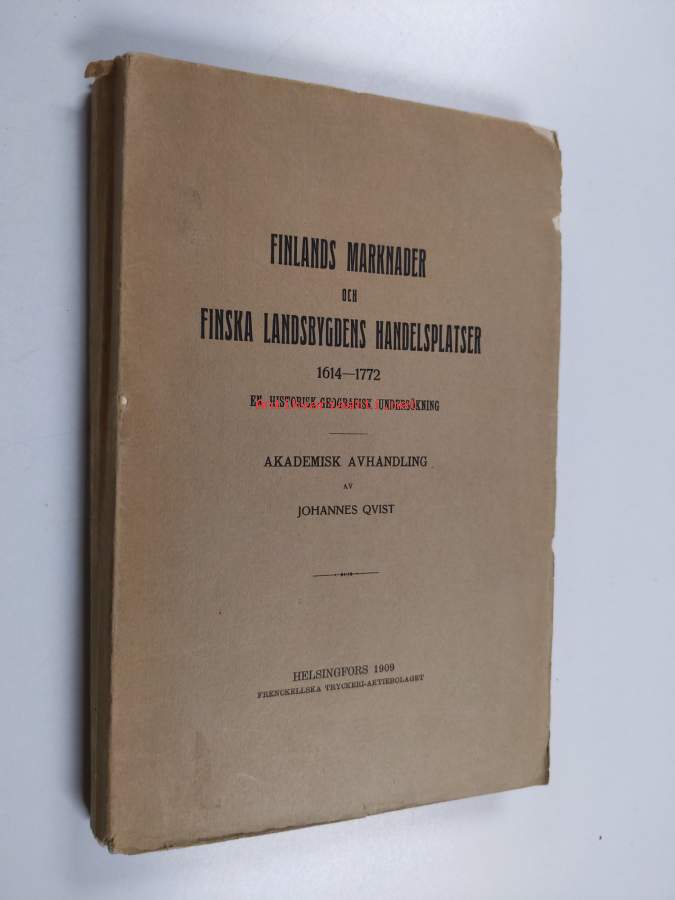 FINLANDS MARKNADER
OCH
FINSKA LANDSBYGDENS HANDELSPLATSER
1614—1772
EN HISTORISK-GEOGRAFISK UNDERSÖKNING
AKADEMISK AVHANDLING
AV
JOHANNES QVIST
HELSINGFORS 1909
FRENCKELLSKA TRYCKERI-AKTIEBOLAGET